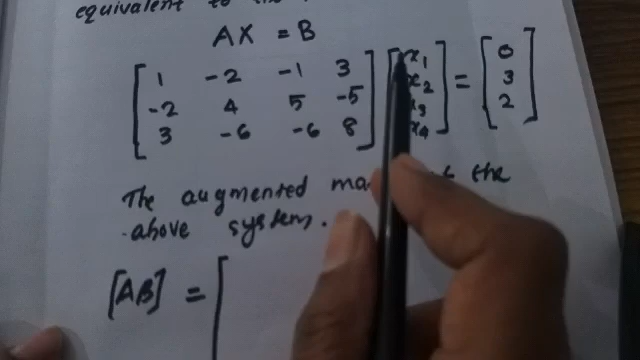 equivalent to the
AX = B
[1 -2 -1 3 [x1 = [0
-2 4 5 -5 x2 3
3 -6 -6 8] x3 x4] 2]
The augmented the
above system.
[AB] = [